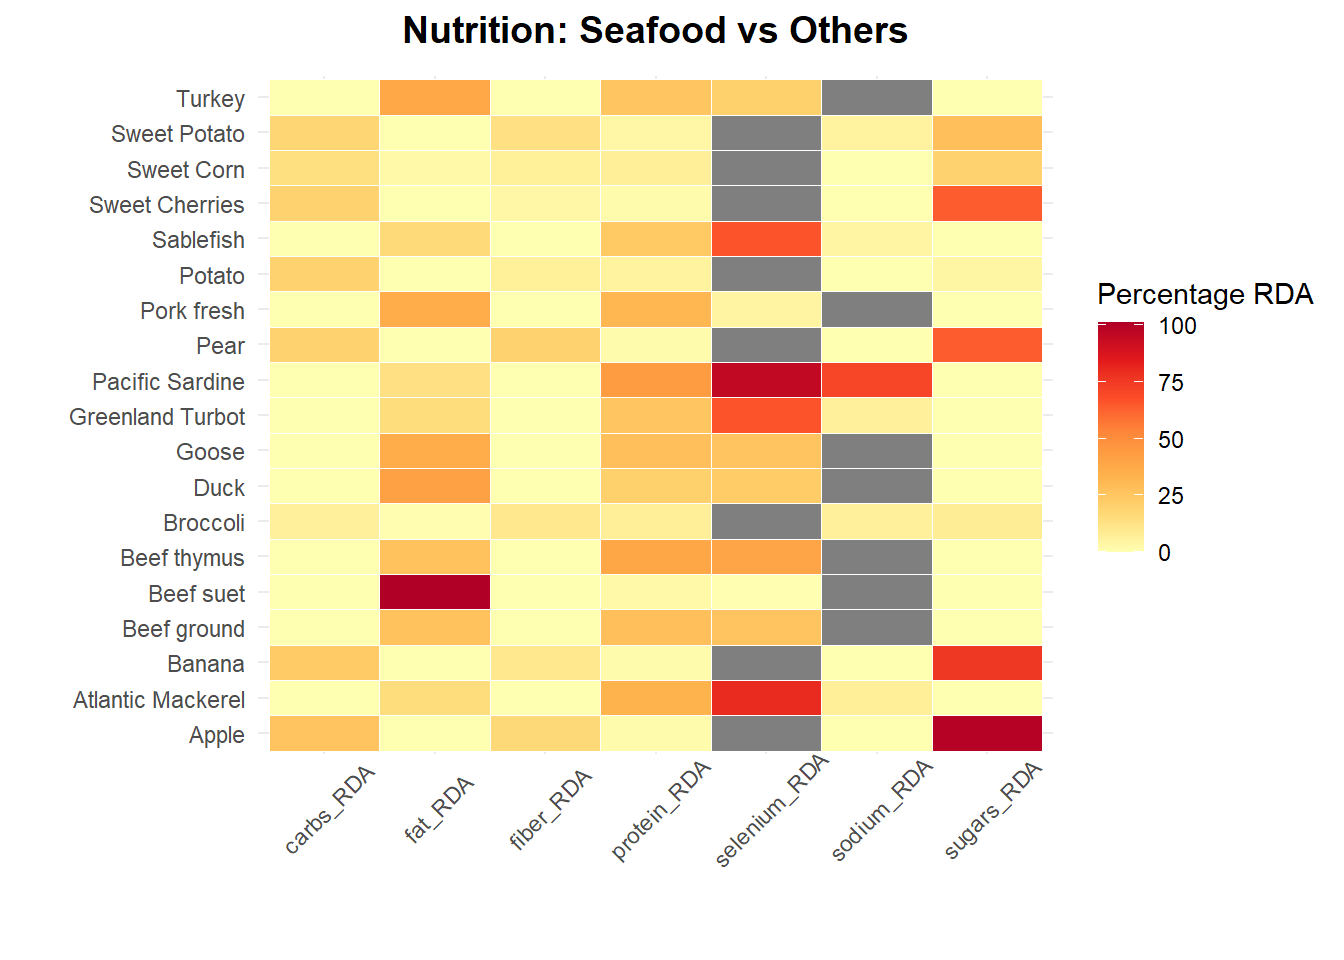 Nutrition: Seafood vs Others
Turkey
Sweet Potato
Sweet Corn
Sweet Cherries
Sablefish
Potato
Pork fresh
Pear
Pacific Sardine
Greenland Turbot
Goose
Duck
Broccoli
Beef thymus
Beef suet
Beef ground
Banana
Atlantic Mackerel
Apple
carbs_RDA
fat_RDA
fiber_RDA
protein_RDA
selenium_RDA
sodium_RDA
sugars_RDA
Percentage RDA
100
75
50
25
0